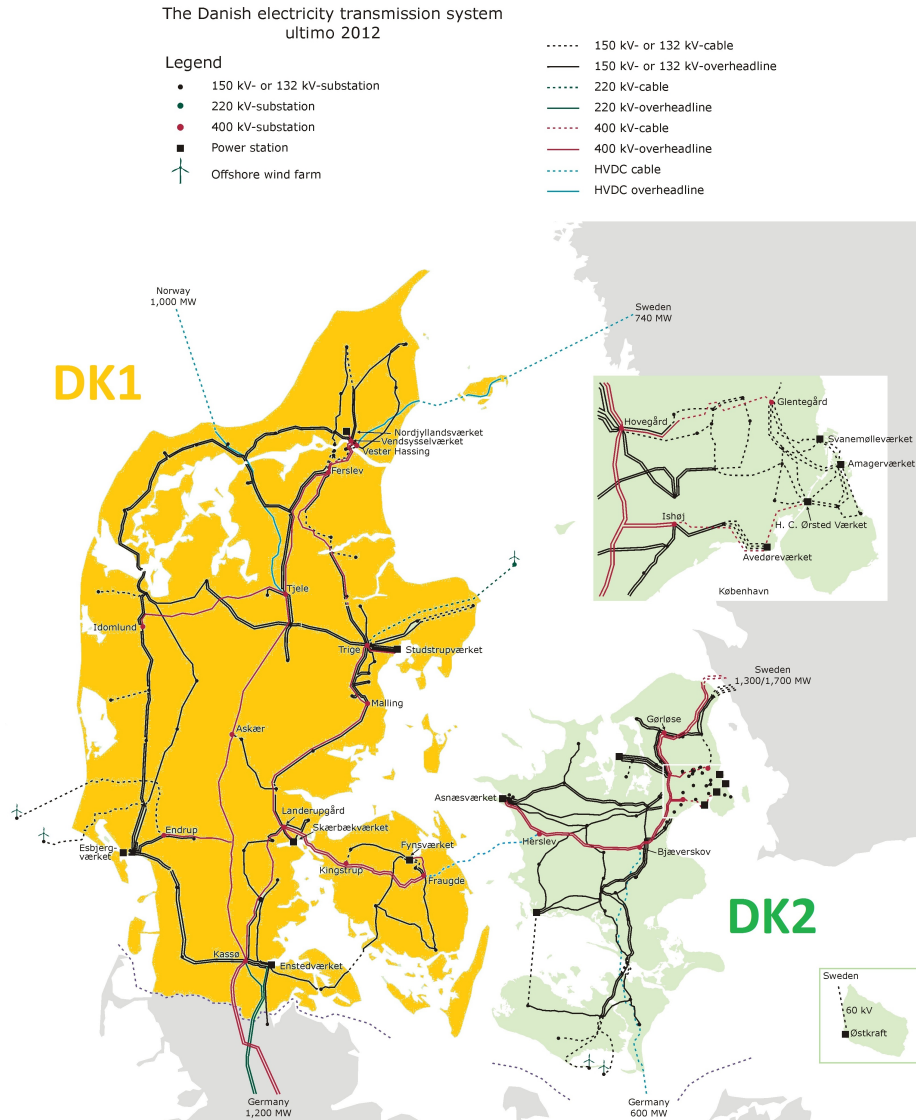 The Danish electricity transmission system
ultimo 2012
Legend
150 kV- or 132 kV-substation
220 kV-substation
400 kV-substation
Power station
Offshore wind farm
150 kV- or 132 kV-cable
150 kV- or 132 kV-overheadline
220 kV-cable
220 kV-overheadline
400 kV-cable
400 kV-overheadline
HVDC cable
HVDC overheadline
Norway
1,000 MW
Sweden
740 MW
DK1
Nordjyllandsværket
Vendsysselværket
Vester Hassing
Ferslev
Tjele
Idomlund
Trige
Studstrupværket
Malling
Askær
Landerupgård
Skærbækværket
Endrup
Esbjerg-
værket
Kingstrup
Fynsværket
Fraugde
Kassø
Enstedværket
Germany
1,200 MW
Hovegård
Glentegård
Svanemølleværket
Amagerværket
H. C. Ørsted Værket
Ishøj
Avedøreværket
København
Sweden
1,300/1,700 MW
Gørløse
Asnæsværket
Herslev
Bjæverskov
DK2
Germany
600 MW
Sweden
60 kV
Østkraft